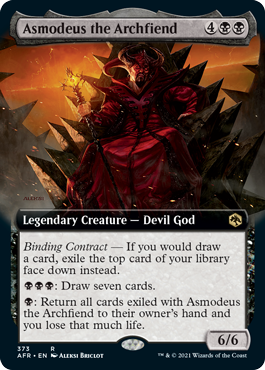 Asmodeus the Archfiend 4
Legendary Creature — Devil God
Binding Contract — If you would draw
a card, exile the top card of your library
face down instead.
: Draw seven cards.
: Return all cards exiled with Asmodeus
the Archfiend to their owner's hand and
you lose that much life.
6/6
373 R
AFR • EN ALEKSI BRICLOT ™ & © 2021 Wizards of the Coast